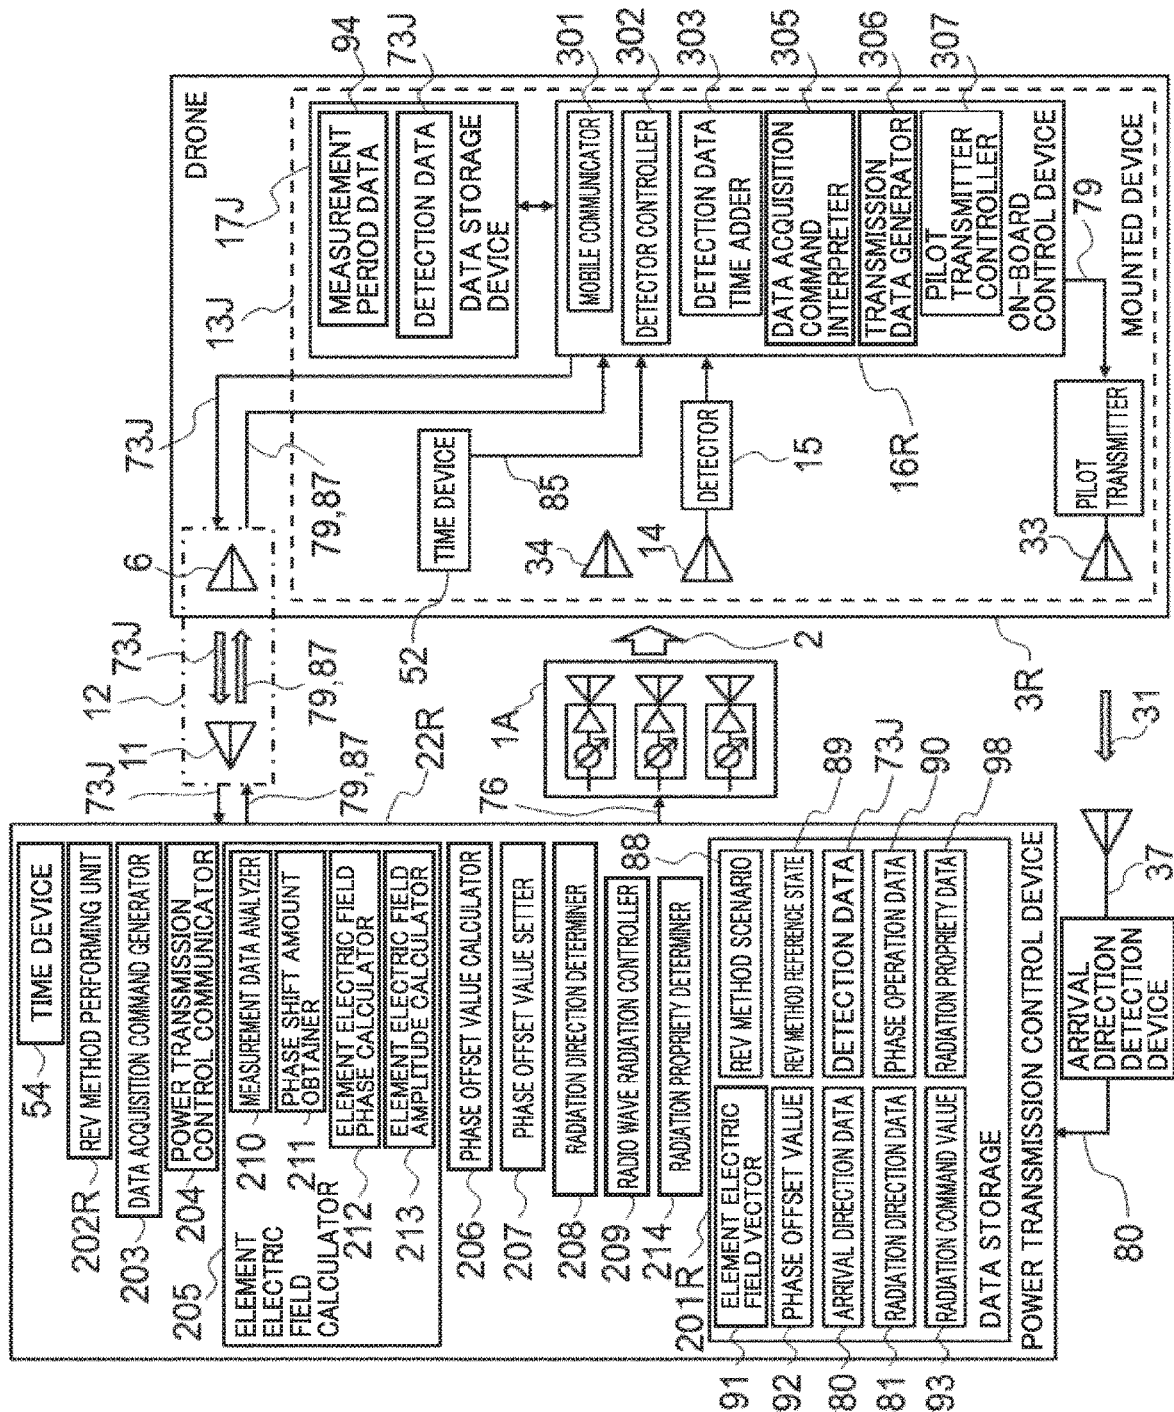 54
TIME DEVICE
202R
REV METHOD PERFORMING UNIT
203
DATA ACQUISITION COMMAND GENERATOR
204
POWER TRANSMISSION
CONTROL COMMUNICATOR
205
ELEMENT
ELECTRIC
FIELD
CALCULATOR
210
MEASUREMENT DATA ANALYZER
211
PHASE SHIFT AMOUNT
OBTAINER
212
ELEMENT ELECTRIC FIELD
PHASE CALCULATOR
213
ELEMENT ELECTRIC FIELD
AMPLITUDE CALCULATOR
206
PHASE OFFSET VALUE CALCULATOR
207
PHASE OFFSET VALUE SETTER
208
RADIATION DIRECTION DETERMINER
209
RADIO WAVE RADIATION CONTROLLER
214
RADIATION PROPRIETY DETERMINER
201R
88
91
ELEMENT ELECTRIC
FIELD VECTOR
REV METHOD SCENARIO
92
PHASE OFFSET VALUE
REV METHOD REFERENCE STATE
89
80
ARRIVAL DIRECTION DATA
DETECTION DATA
73J
81
RADIATION DIRECTION DATA
PHASE OPERATION DATA
90
93
RADIATION COMMAND VALUE
RADIATION PROPRIETY DATA
98
DATA STORAGE
POWER TRANSMISSION CONTROL DEVICE
80
ARRIVAL
DIRECTION
DETECTION
DEVICE
37
31
73J
79,87
22R
11
12
73J
79,87
6
76
1A
2
73J
79,87
13J
17J
DRONE
MEASUREMENT
PERIOD DATA
94
DETECTION DATA
73J
DATA STORAGE
DEVICE
52
TIME DEVICE
85
34
14
DETECTOR
15
MOBILE COMMUNICATOR
301
DETECTOR CONTROLLER
302
DETECTION DATA
TIME ADDER
303
DATA ACQUISITION
COMMAND
INTERPRETER
305
TRANSMISSION
DATA GENERATOR
306
PILOT
TRANSMITTER
CONTROLLER
307
ON-BOARD
CONTROL DEVICE
16R
79
33
PILOT
TRANSMITTER
MOUNTED DEVICE
3R